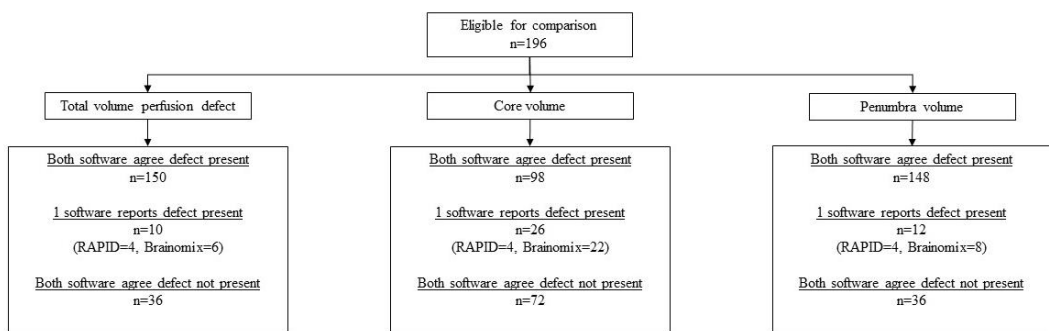 Eligible for comparison
n=196
Total volume perfusion defect
Core volume
Penumbra volume
Both software agree defect present
n=150
1 software reports defect present
n=10
(RAPID=4, Brainomix=6)
Both software agree defect not present
n=36
Both software agree defect present
n=98
1 software reports defect present
n=26
(RAPID=4, Brainomix=22)
Both software agree defect not present
n=72
Both software agree defect present
n=148
1 software reports defect present
n=12
(RAPID=4, Brainomix=8)
Both software agree defect not present
n=36